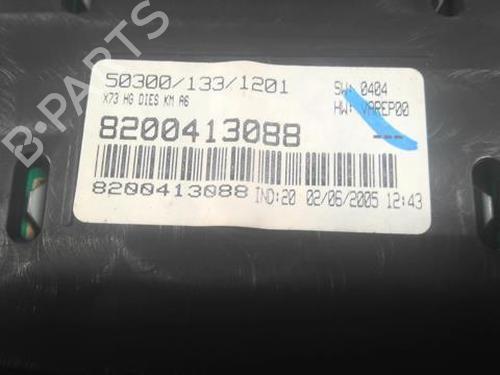 50300/133/1201
SW: 0404
X73 HG DIES KM A6
HW: VAREP00
8200413088
---
8200413088 IND:20 02/06/2005 12:43
B-PARTS